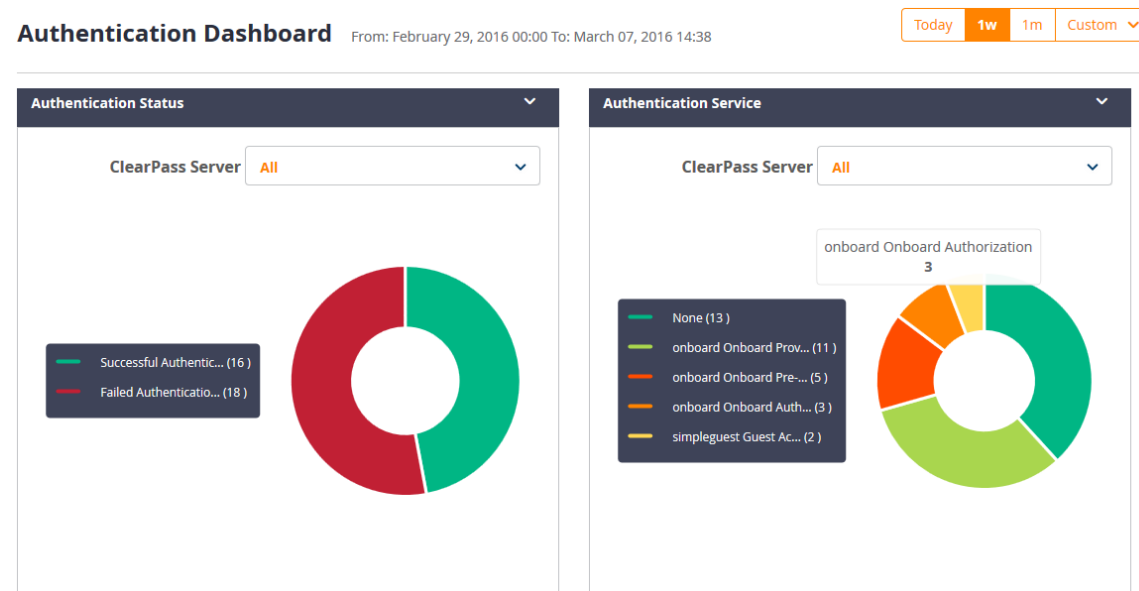 Authentication Dashboard From: February 29, 2016 00:00 To: March 07, 2016 14:38
Today 1w 1m Custom
Authentication Status
ClearPass Server All
Successful Authentic... (16 )
Failed Authenticatio... (18 )
Authentication Service
ClearPass Server All
onboard Onboard Authorization
3
None (13 )
onboard Onboard Prov... (11 )
onboard Onboard Pre-... (5 )
onboard Onboard Auth... (3 )
simpleguest Guest Ac... (2 )